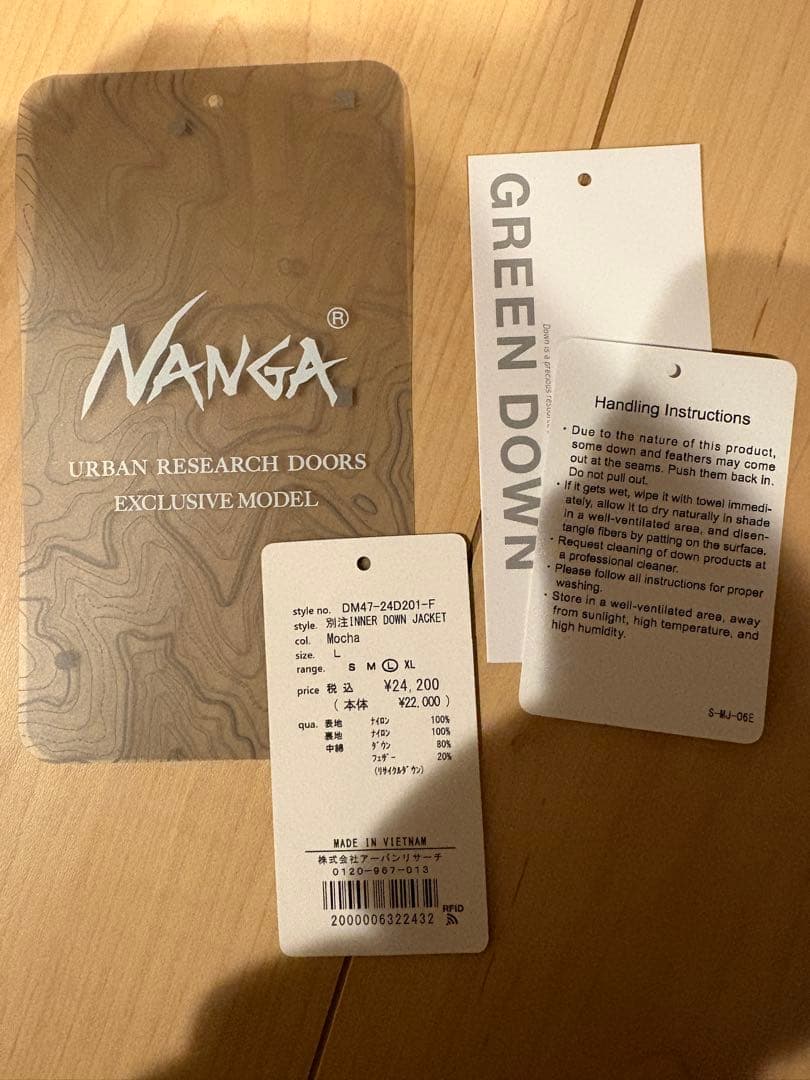 NANGA®
URBAN RESEARCH DOORS
EXCLUSIVE MODEL
GREEN DOWN
Down is a precious
Handling Instructions
・Due to the nature of this product,
some down and feathers may come
out at the seams. Push them back in.
Do not pull out.
・If it gets wet, wipe it with towel immedi-
ately, allow it to dry naturally in shade
in a well-ventilated area, and disen-
tangle fibers by patting on the surface.
・Request cleaning of down products at
a professional cleaner.
・Please follow all instructions for proper
washing.
・Store in a well-ventilated area, away
from sunlight, high temperature, and
high humidity.
S-MJ-06E
style no. DM47-24D201-F
style. 別注INNER DOWN JACKET
col. Mocha
size. L
range. S M L XL
price 税込 ¥24,200
(本体 ¥22,000)
qua. 表地 ﾅｲﾛﾝ 100%
裏地 ﾅｲﾛﾝ 100%
中綿 ﾀﾞｳﾝ 80%
ﾌｪｻﾞｰ 20%
(ﾘｻｲｸﾙﾀﾞｳﾝ)
MADE IN VIETNAM
株式会社アーバンリサーチ
0120-967-013
2000006322432
RFID